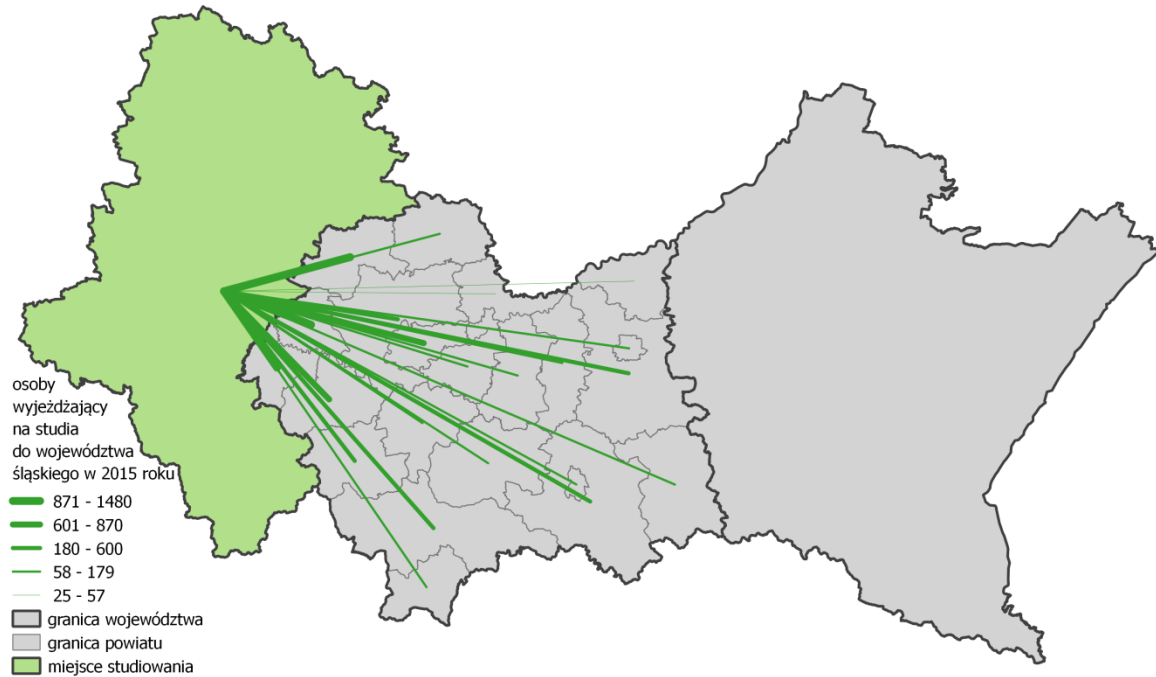 osoby
wyjeżdżający
na studia
do województwa
śląskiego w 2015 roku
871 - 1480
601 - 870
180 - 600
58 - 179
25 - 57
granica województwa
granica powiatu
miejsce studiowania